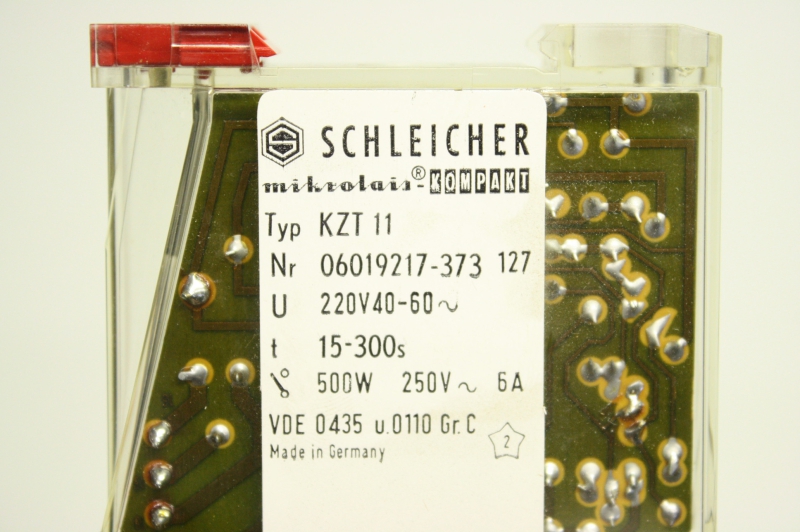 SCHLEICHER
mikrolais®-KOMPAKT
Typ KZT 11
Nr 06019217-373 127
U 220V40-60~
t 15-300s
500W 250V~ 6A
VDE 0435 u.0110 Gr.C
2
Made in Germany